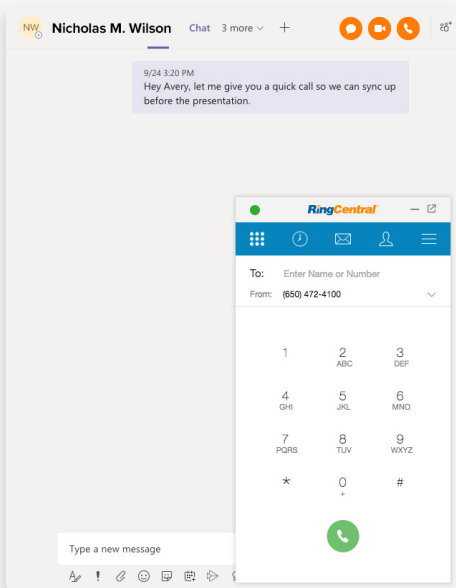 NW
Nicholas M. Wilson Chat 3 more
9/24 3:20 PM
Hey Avery, let me give you a quick call so we can sync up
before the presentation.
RingCentral
To: Enter Name or Number
From: (650) 472-4100
1 2 3
ABC DEF
4 5 6
GHI JKL MNO
7 8 9
PQRS TUV WXYZ
* 0 #
+
Type a new message